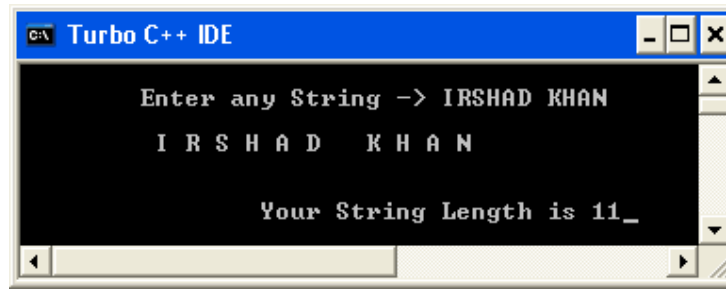 Turbo C++ IDE
Enter any String -> IRSHAD KHAN
I R S H A D   K H A N
Your String Length is 11_